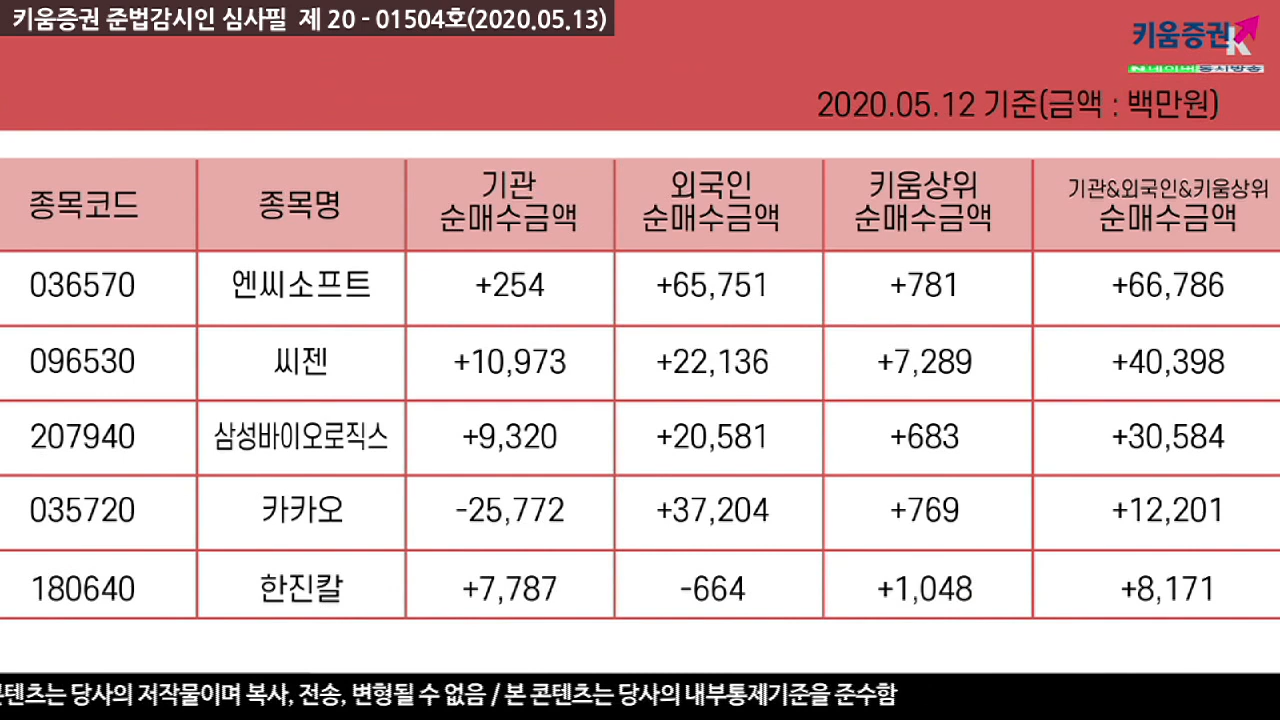 키움증권 준법감시인 심사필 제 20 - 01504호(2020.05.13)
키움증권
N 네이버 동시방송
2020.05.12 기준(금액 : 백만원)
종목코드 종목명 기관 순매수금액 외국인 순매수금액 키움상위 순매수금액 기관&외국인&키움상위 순매수금액
036570 엔씨소프트 +254 +65,751 +781 +66,786
096530 씨젠 +10,973 +22,136 +7,289 +40,398
207940 삼성바이오로직스 +9,320 +20,581 +683 +30,584
035720 카카오 -25,772 +37,204 +769 +12,201
180640 한진칼 +7,787 -664 +1,048 +8,171
콘텐츠는 당사의 저작물이며 복사, 전송, 변형될 수 없음 / 본 콘텐츠는 당사의 내부통제기준을 준수함